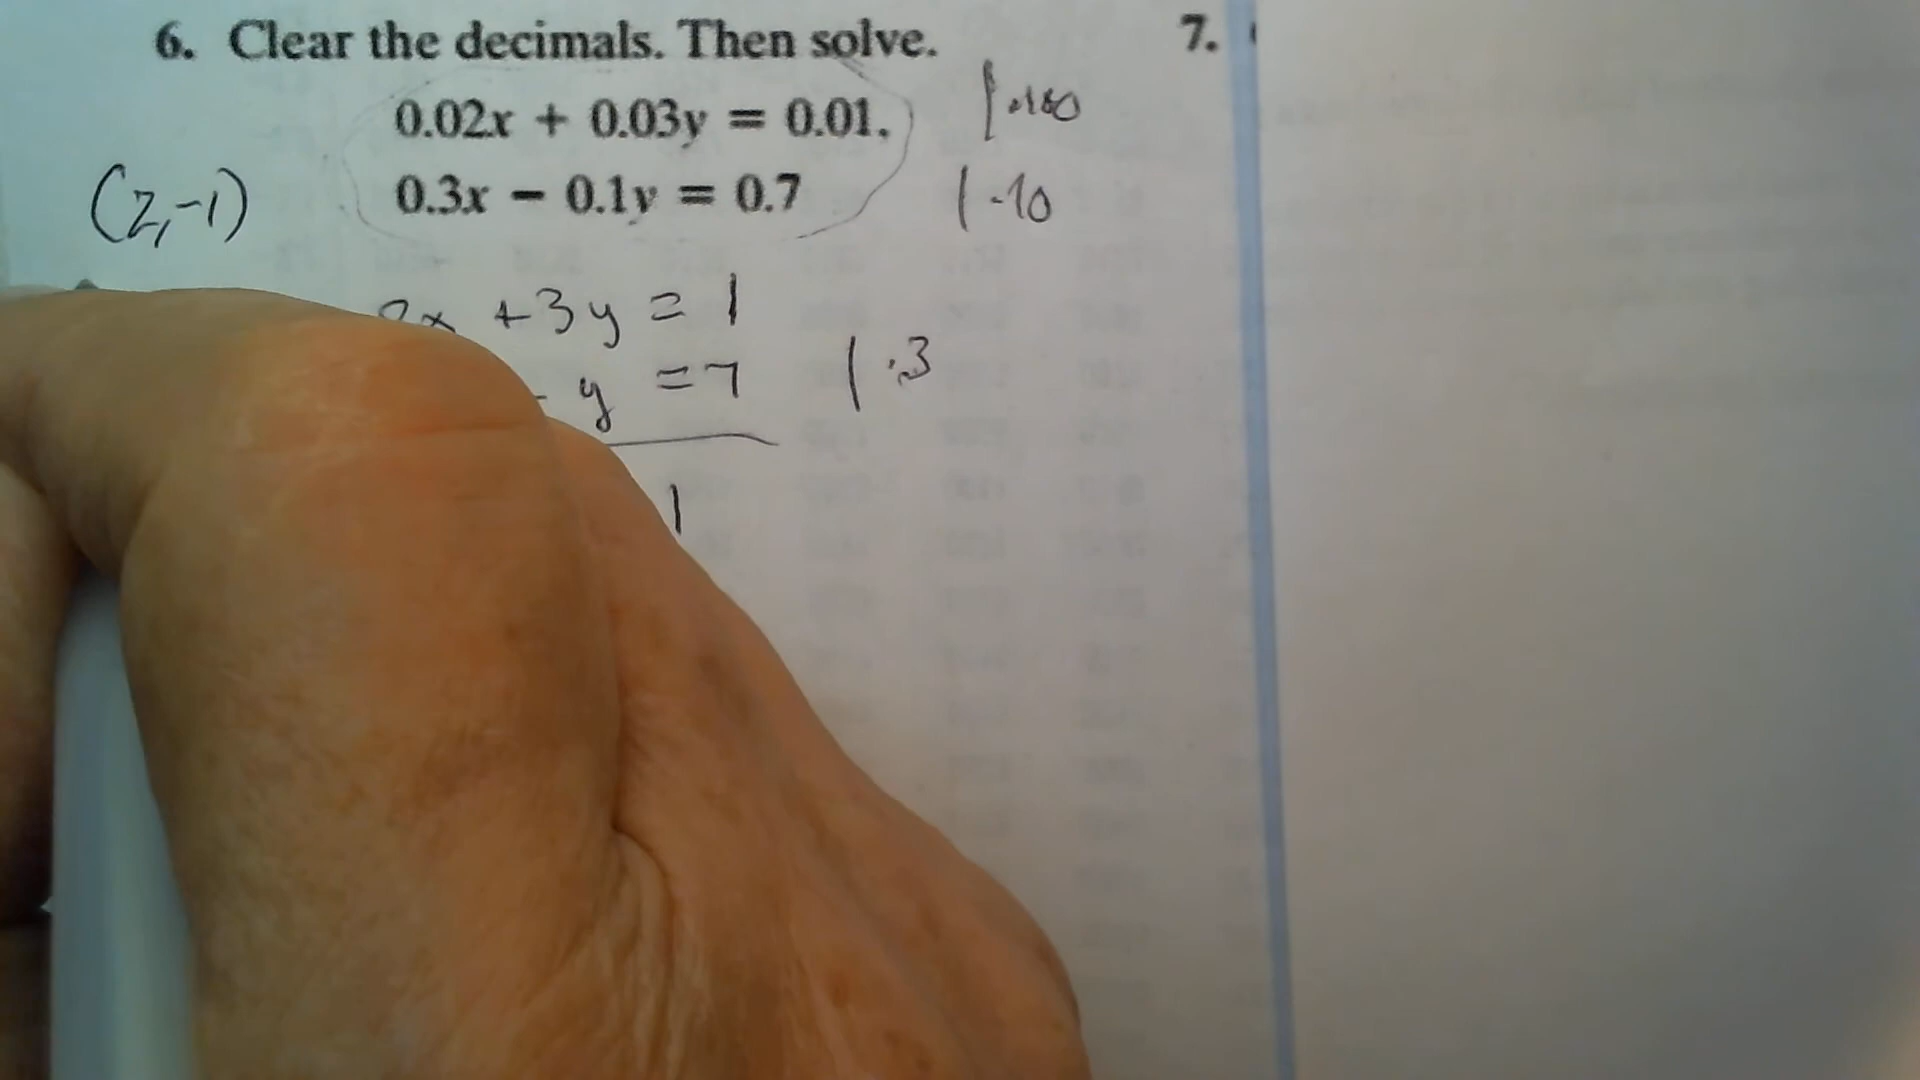 6. Clear the decimals. Then solve.
7.
0.02x + 0.03y = 0.01, | ·100
0.3x − 0.1y = 0.7 | ·10
(2,-1)
2x + 3y = 1
- y = 7 | ·3
1